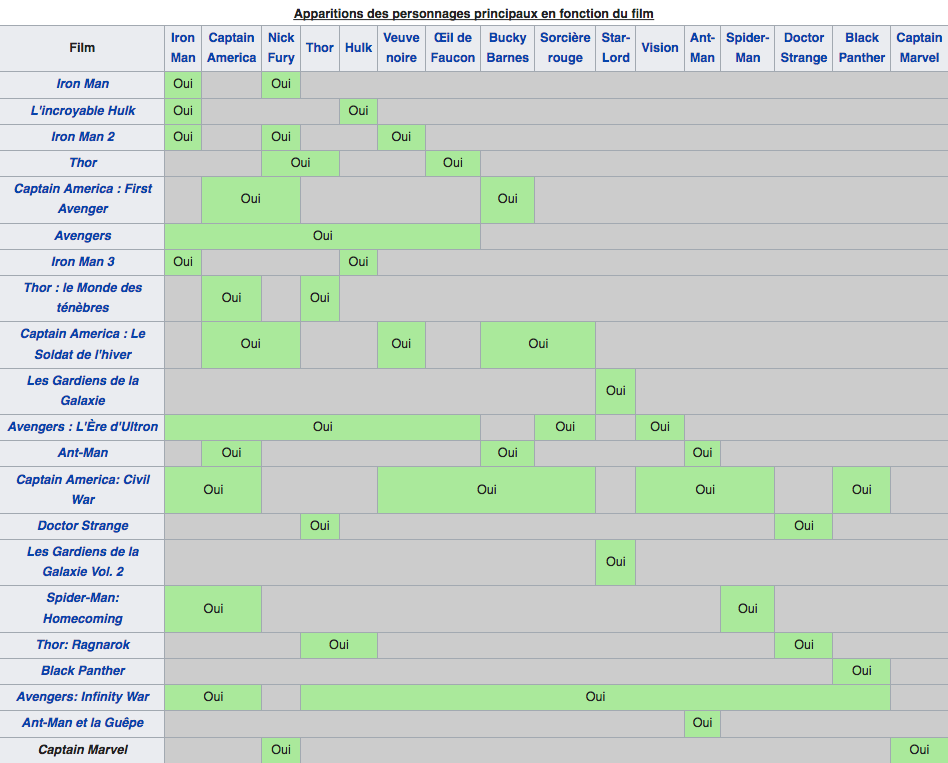 Apparitions des personnages principaux en fonction du film
Film
Iron
Man
Captain
America
Nick
Fury
Thor
Hulk
Veuve
noire
Œil de
Faucon
Bucky
Barnes
Sorcière
rouge
Star-
Lord
Vision
Ant-
Man
Spider-
Man
Doctor
Strange
Black
Panther
Captain
Marvel
Iron Man
Oui
Oui
L'incroyable Hulk
Oui
Oui
Iron Man 2
Oui
Oui
Oui
Thor
Oui
Oui
Captain America : First
Avenger
Oui
Oui
Avengers
Oui
Iron Man 3
Oui
Oui
Thor : le Monde des
ténèbres
Oui
Oui
Captain America : Le
Soldat de l'hiver
Oui
Oui
Oui
Les Gardiens de la
Galaxie
Oui
Avengers : L'Ère d'Ultron
Oui
Oui
Oui
Ant-Man
Oui
Oui
Oui
Captain America: Civil
War
Oui
Oui
Oui
Oui
Doctor Strange
Oui
Oui
Les Gardiens de la
Galaxie Vol. 2
Oui
Spider-Man:
Homecoming
Oui
Oui
Thor: Ragnarok
Oui
Oui
Black Panther
Oui
Avengers: Infinity War
Oui
Oui
Ant-Man et la Guêpe
Oui
Captain Marvel
Oui
Oui